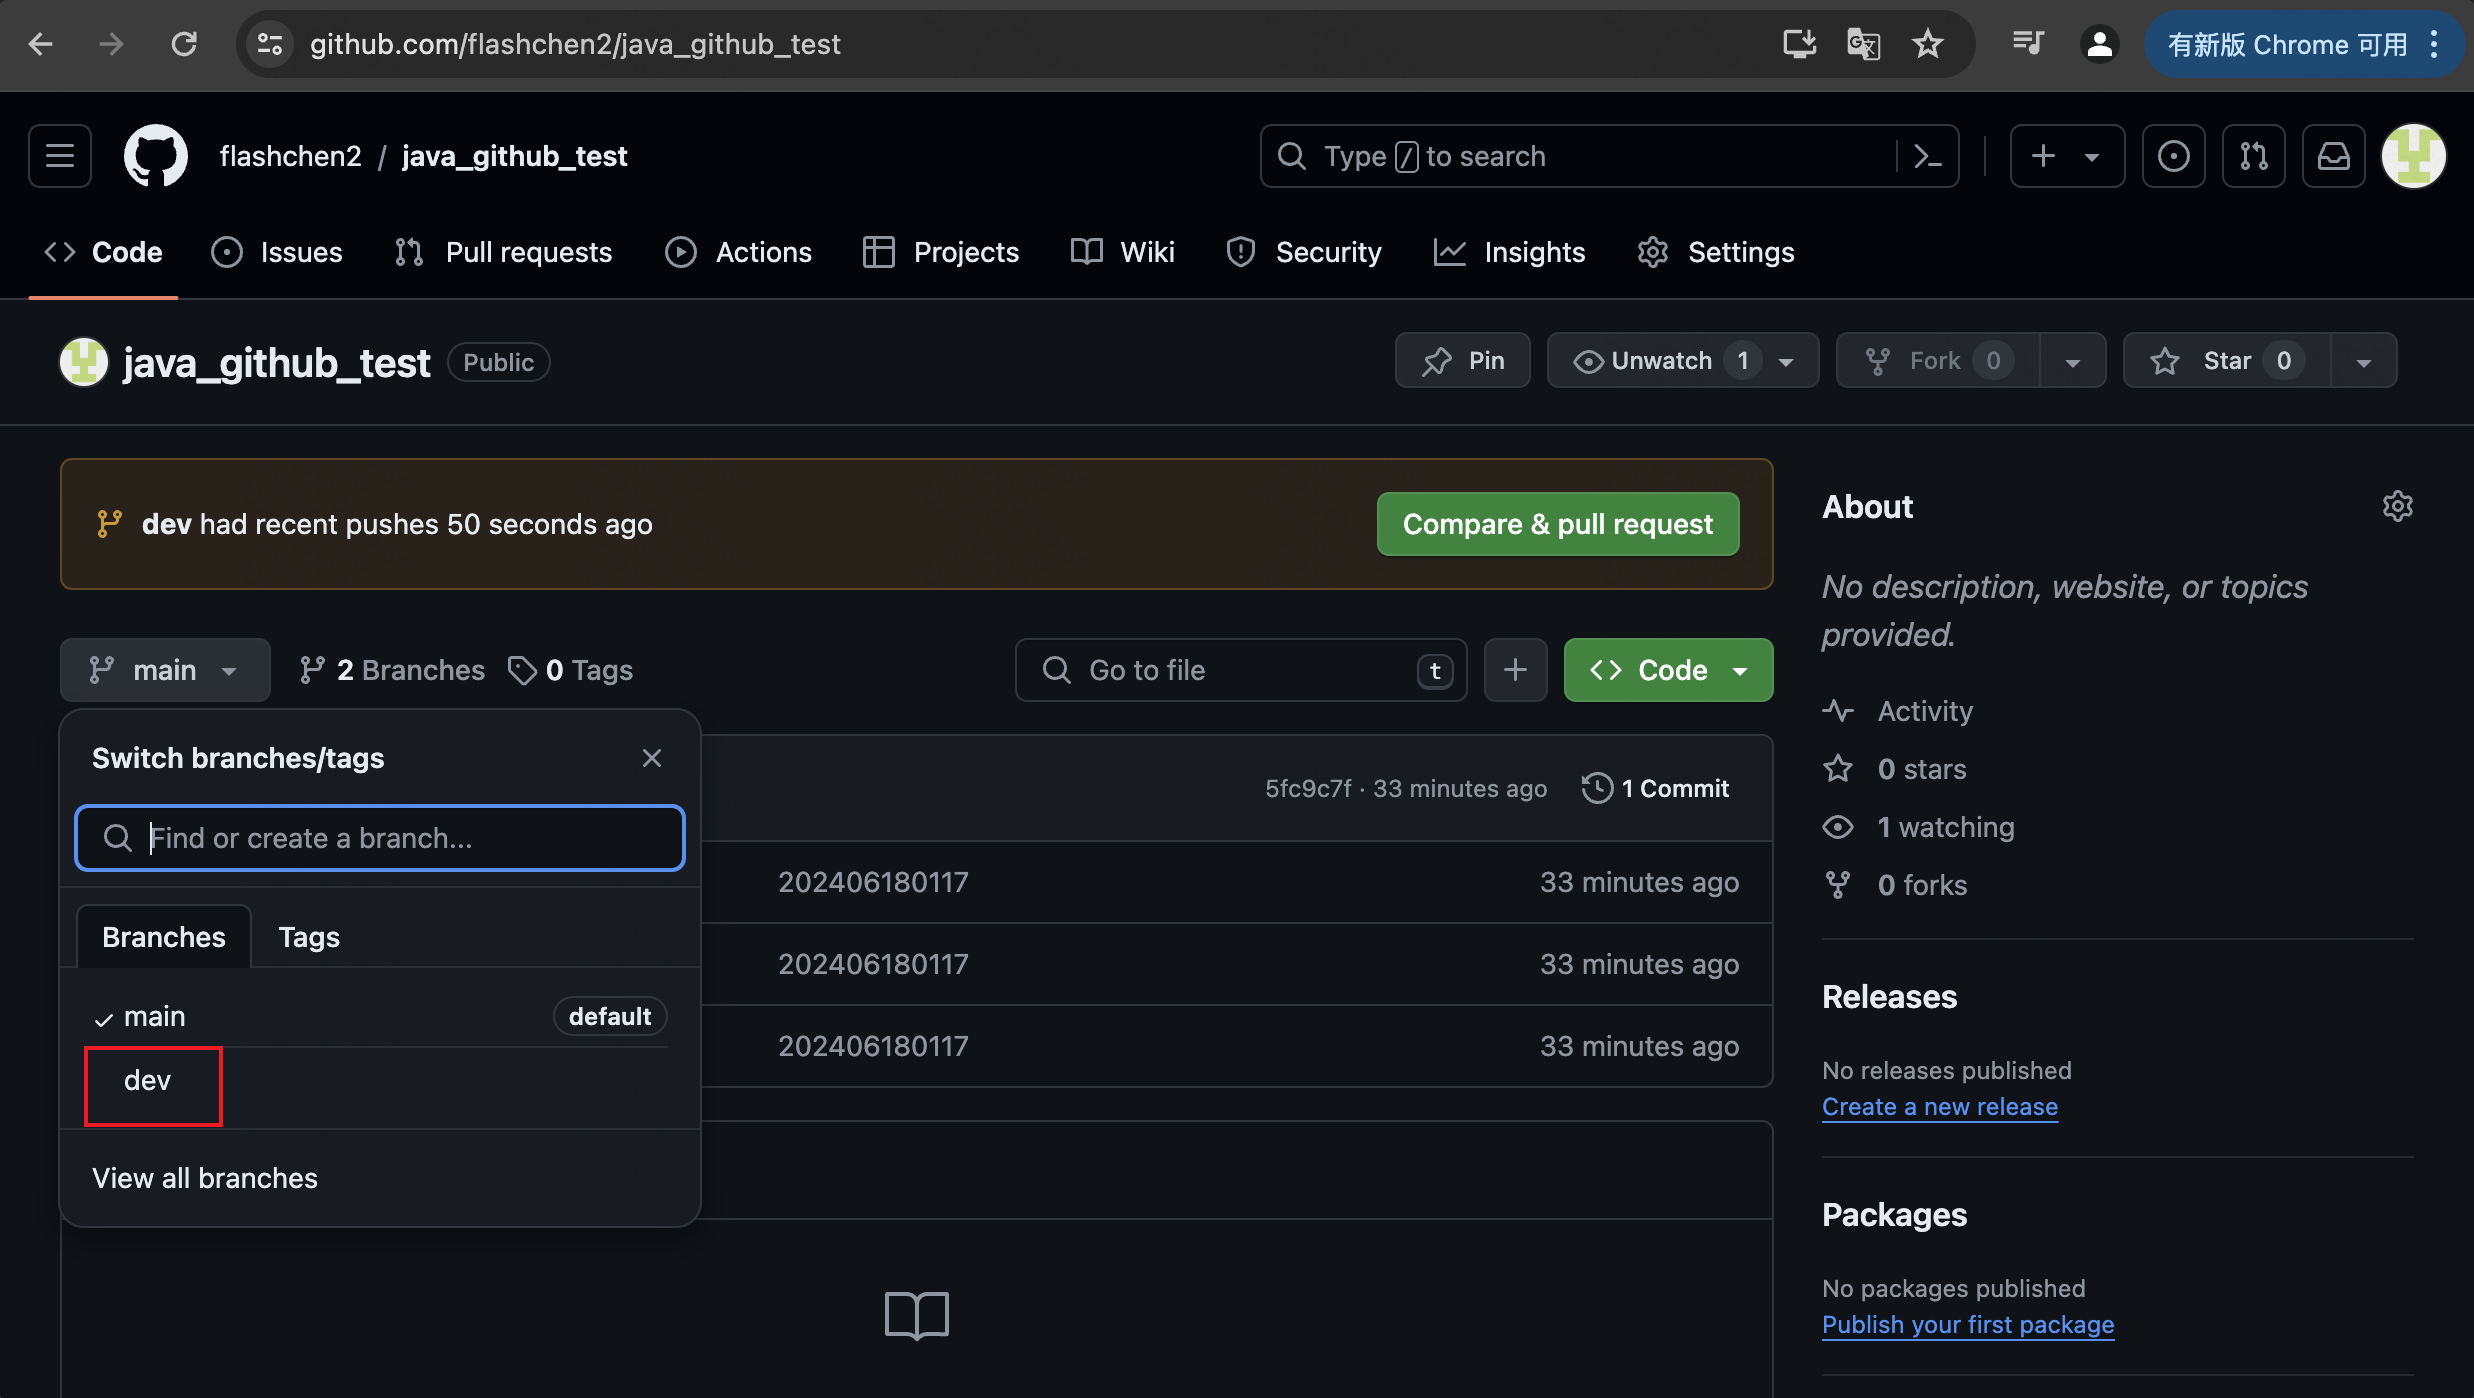 github.com/flashchen2/java_github_test
有新版 Chrome 可用
flashchen2 / java_github_test
Type / to search
Code
Issues
Pull requests
Actions
Projects
Wiki
Security
Insights
Settings
java_github_test
Public
Pin
Unwatch 1
Fork 0
Star 0
dev had recent pushes 50 seconds ago
Compare & pull request
main
2 Branches
0 Tags
Go to file
t
Code
Switch branches/tags
Find or create a branch...
Branches
Tags
main
default
dev
View all branches
5fc9c7f · 33 minutes ago
1 Commit
202406180117
33 minutes ago
202406180117
33 minutes ago
202406180117
33 minutes ago
About
No description, website, or topics
provided.
Activity
0 stars
1 watching
0 forks
Releases
No releases published
Create a new release
Packages
No packages published
Publish your first package